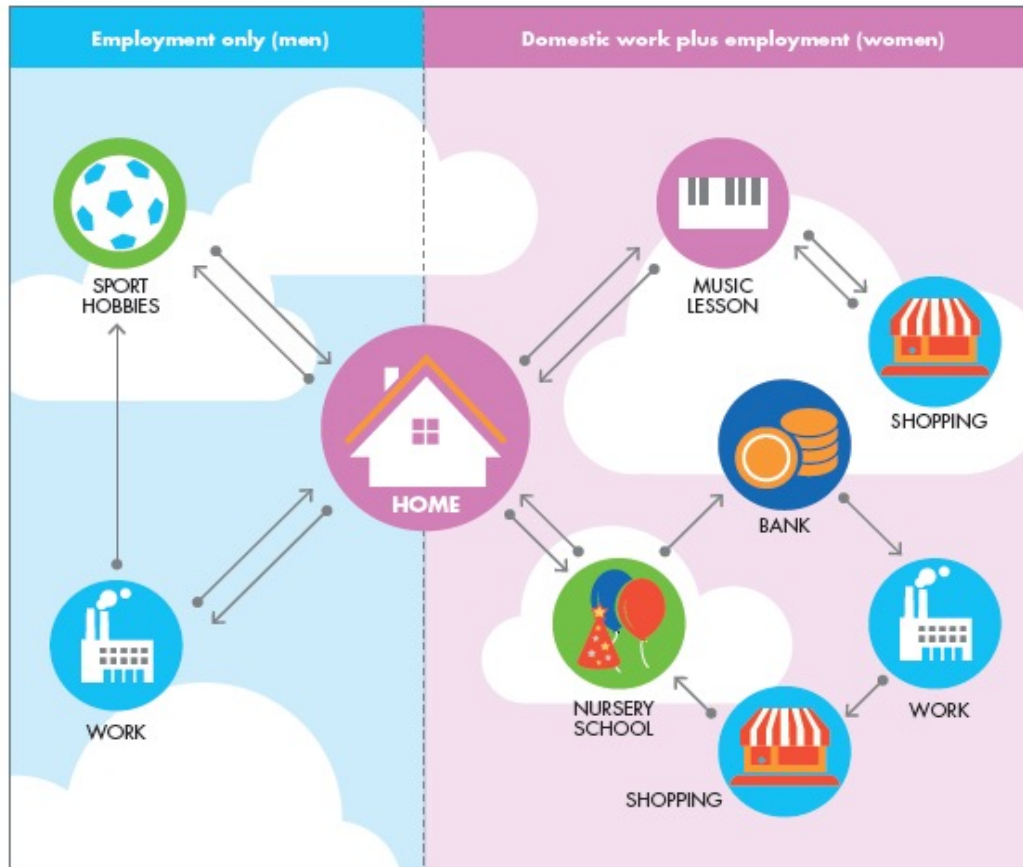 Employment only (men)
Domestic work plus employment (women)
SPORT
HOBBIES
MUSIC
LESSON
SHOPPING
HOME
BANK
NURSERY
SCHOOL
WORK
WORK
SHOPPING